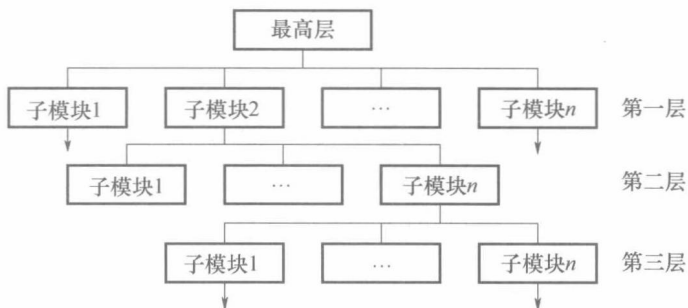 最高层
子模块1 子模块2 … 子模块n 第一层
子模块1 … 子模块n 第二层
子模块1 … 子模块n 第三层